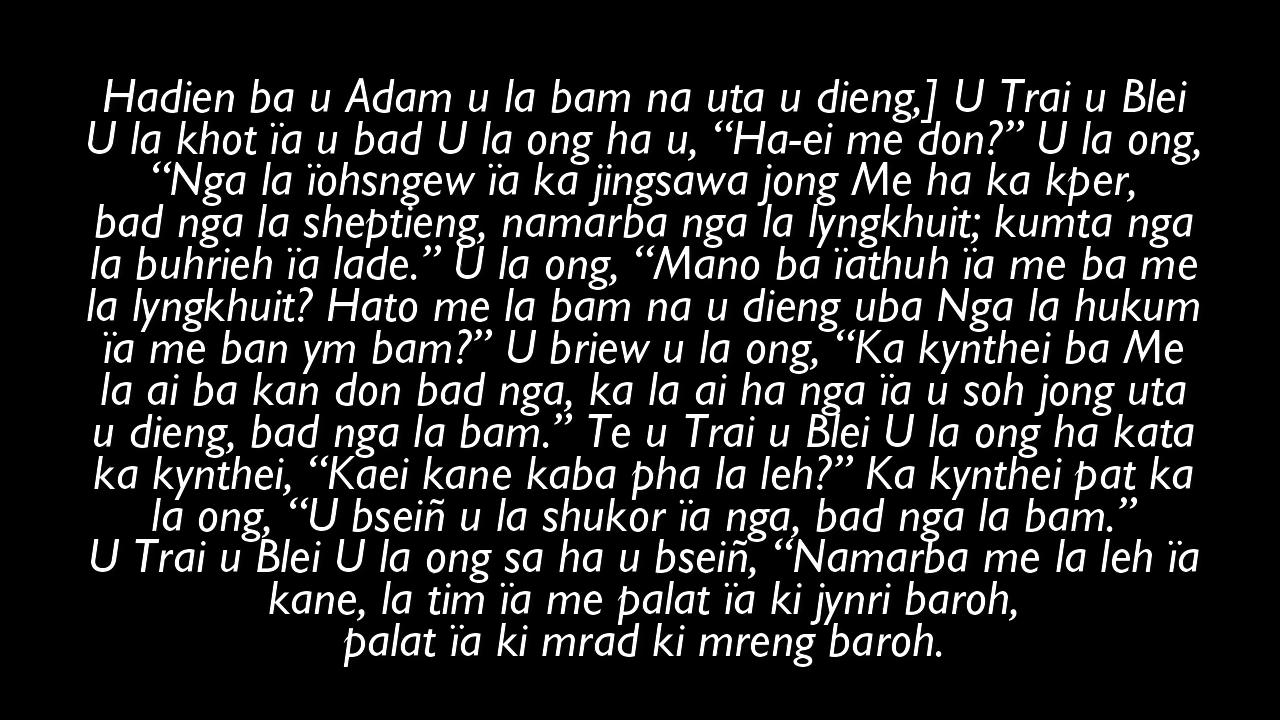 Hadien ba u Adam u la bam na uta u dieng,] U Trai u Blei
U la khot ïa u bad U la ong ha u, “Ha-ei me don?” U la ong,
“Nga la ïohsngew ïa ka jingsawa jong Me ha ka kper,
bad nga la sheptieng, namarba nga la lyngkhuit; kumta nga
la buhrieh ïa lade.” U la ong, “Mano ba ïathuh ïa me ba me
la lyngkhuit? Hato me la bam na u dieng uba Nga la hukum
ïa me ban ym bam?” U briew u la ong, “Ka kynthei ba Me
la ai ba kan don bad nga, ka la ai ha nga ïa u soh jong uta
u dieng, bad nga la bam.” Te u Trai u Blei U la ong ha kata
ka kynthei, “Kaei kane kaba pha la leh?” Ka kynthei pat ka
la ong, “U bseiñ u la shukor ïa nga, bad nga la bam.”
U Trai u Blei U la ong sa ha u bseiñ, “Namarba me la leh ïa
kane, la tim ïa me palat ïa ki jynri baroh,
palat ïa ki mrad ki mreng baroh.